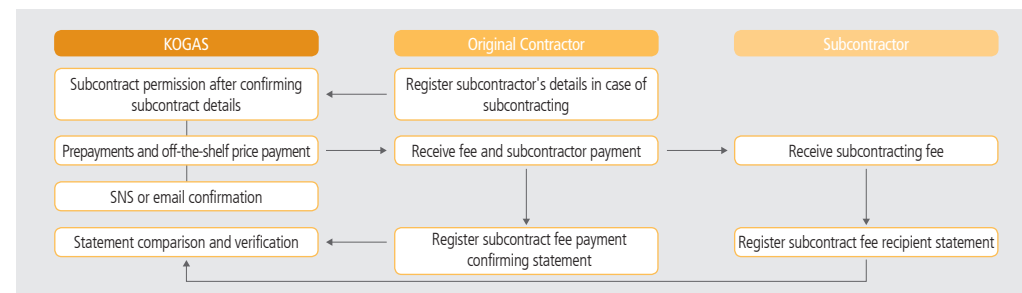 KOGAS
Original Contractor
Subcontractor
Subcontract permission after confirming
subcontract details
Register subcontractor's details in case of
subcontracting
Prepayments and off-the-shelf price payment
Receive fee and subcontractor payment
Receive subcontracting fee
SNS or email confirmation
Statement comparison and verification
Register subcontract fee payment
confirming statement
Register subcontract fee recipient statement